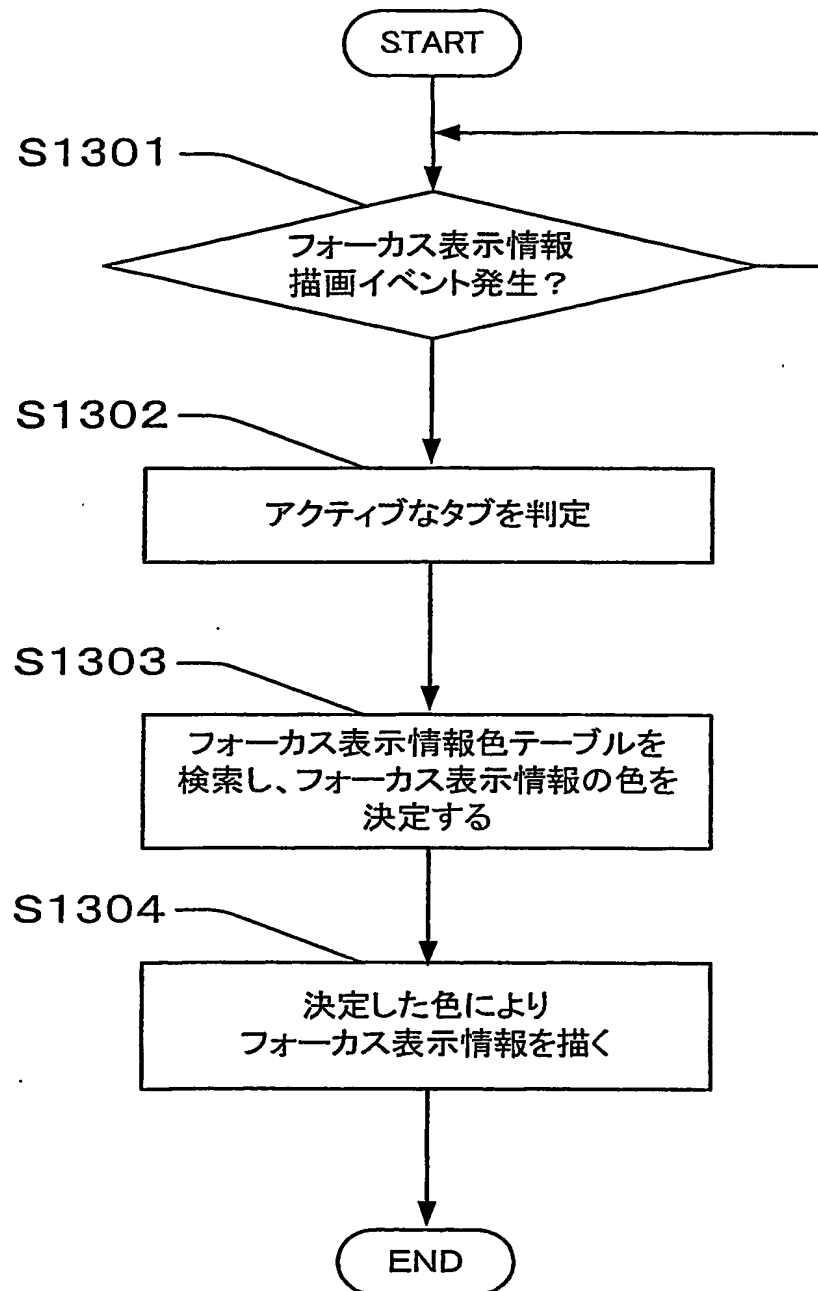 START
S1301
フォーカス表示情報
描画イベント発生？
S1302
アクティブなタブを判定
S1303
フォーカス表示情報色テーブルを
検索し、フォーカス表示情報の色を
決定する
S1304
決定した色により
フォーカス表示情報を描く
END